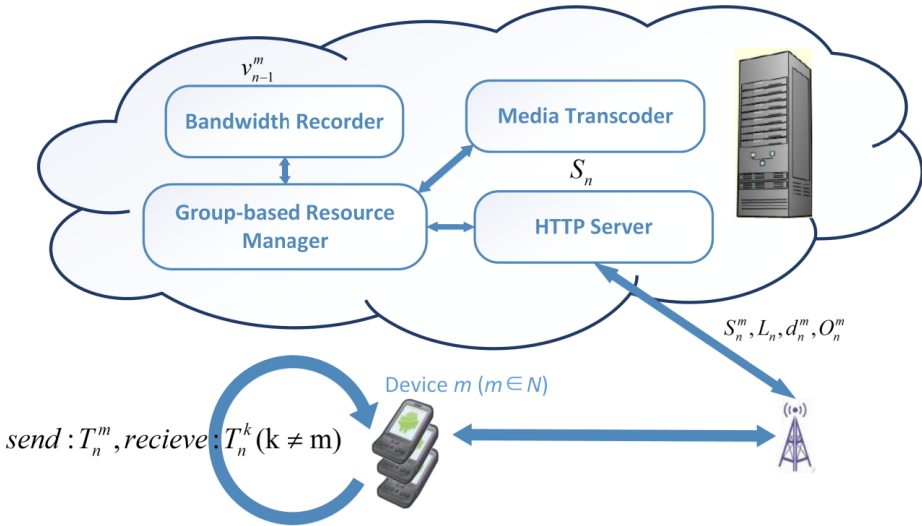 v_{n-1}^m
Bandwidth Recorder
Media Transcoder
S_n
Group-based Resource
Manager
HTTP Server
S_n^m, L_n, d_n^m, O_n^m
Device m (m∈N)
send : T_n^m, recieve : T_n^k (k ≠ m)